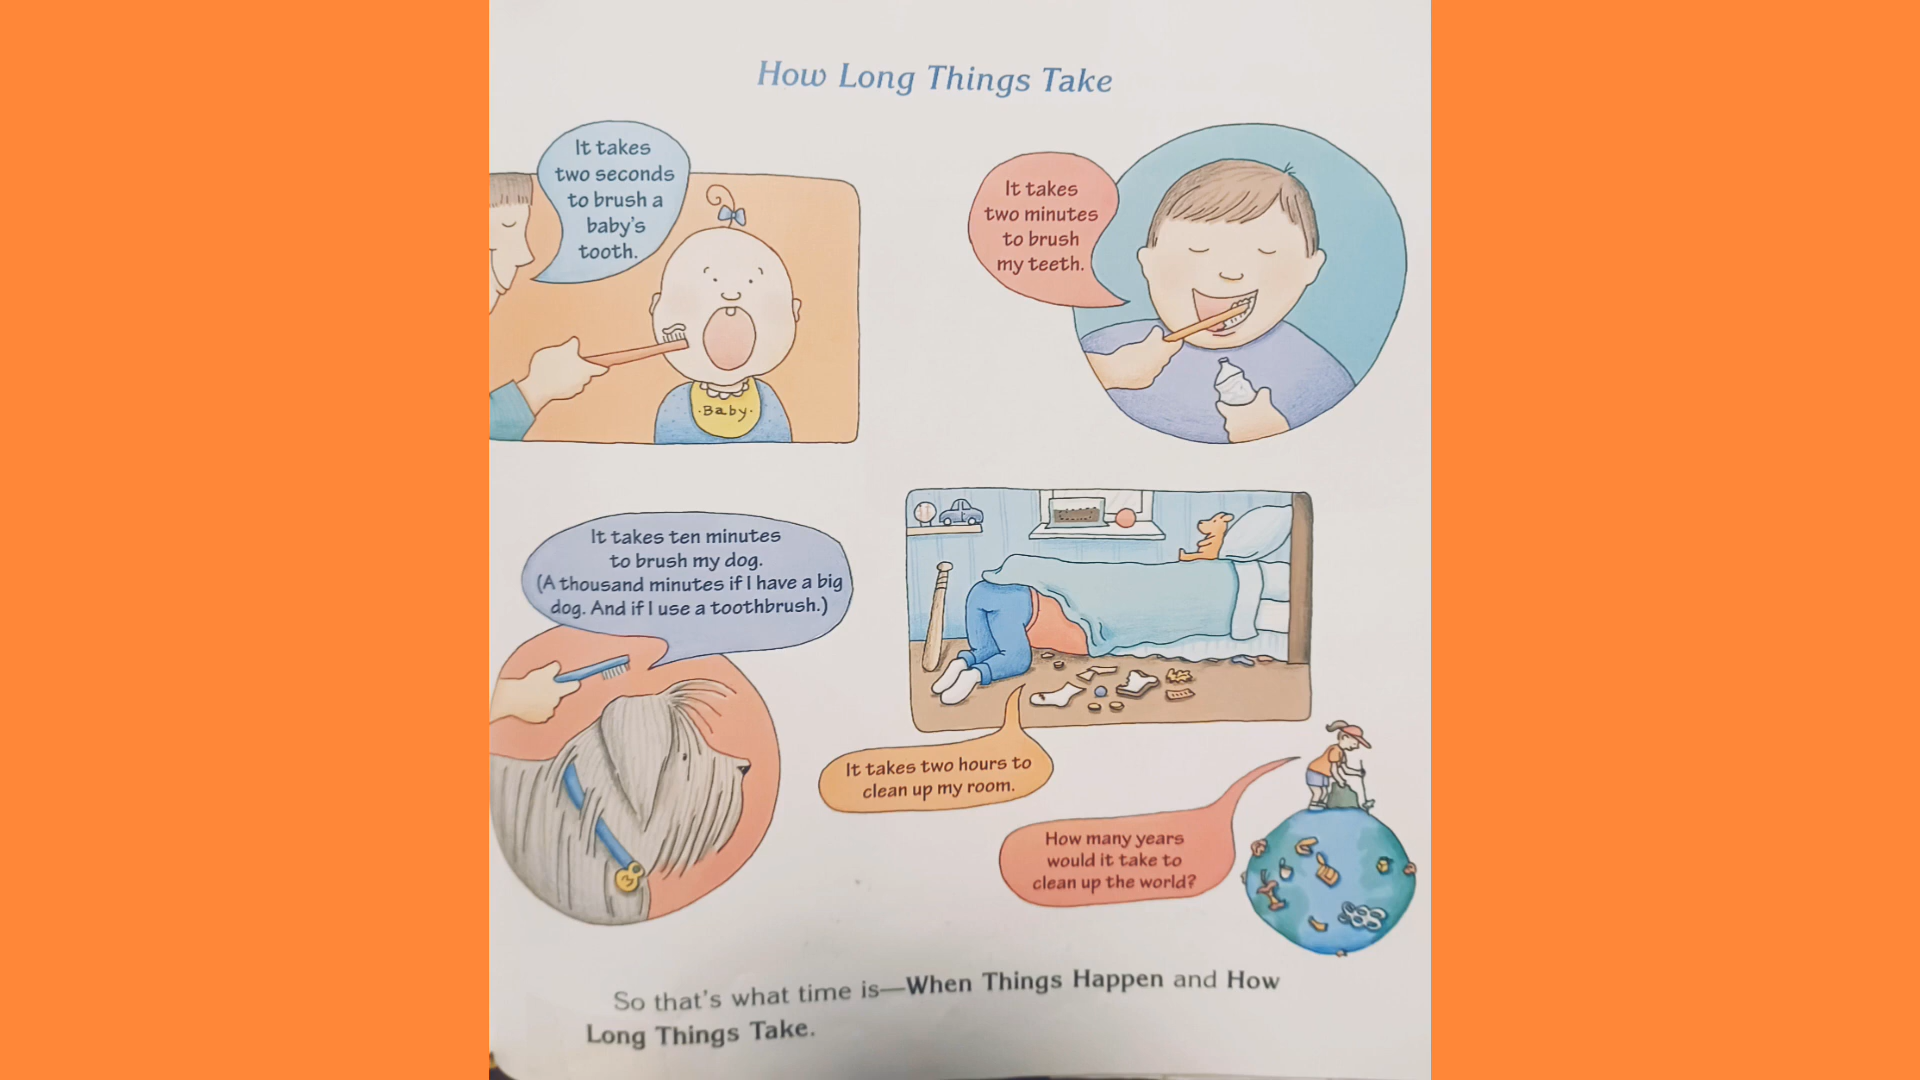 How Long Things Take
It takes
two seconds
to brush a
baby's
tooth.
·Baby·
It takes
two minutes
to brush
my teeth.
It takes ten minutes
to brush my dog.
(A thousand minutes if I have a big
dog. And if I use a toothbrush.)
It takes two hours to
clean up my room.
How many years
would it take to
clean up the world?
So that's what time is—When Things Happen and How
Long Things Take.